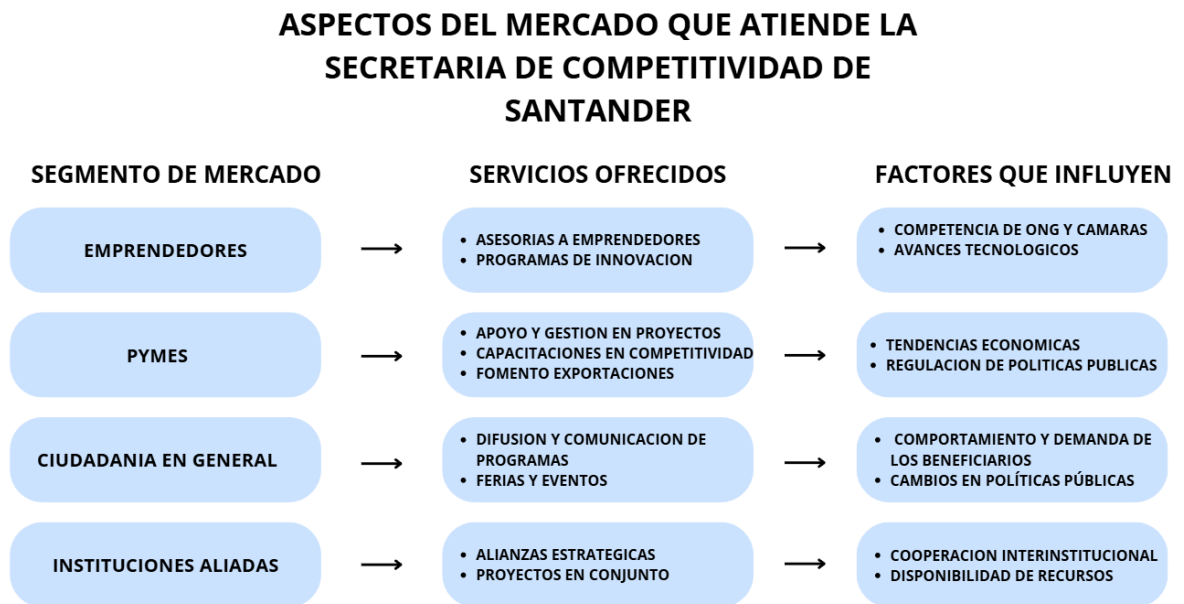 ASPECTOS DEL MERCADO QUE ATIENDE LA
SECRETARIA DE COMPETITIVIDAD DE
SANTANDER
SEGMENTO DE MERCADO
SERVICIOS OFRECIDOS
FACTORES QUE INFLUYEN
EMPRENDEDORES
• ASESORIAS A EMPRENDEDORES
• PROGRAMAS DE INNOVACION
• COMPETENCIA DE ONG Y CAMARAS
• AVANCES TECNOLOGICOS
PYMES
• APOYO Y GESTION EN PROYECTOS
• CAPACITACIONES EN COMPETITIVIDAD
• FOMENTO EXPORTACIONES
• TENDENCIAS ECONOMICAS
• REGULACION DE POLITICAS PUBLICAS
CIUDADANIA EN GENERAL
• DIFUSION Y COMUNICACION DE
PROGRAMAS
• FERIAS Y EVENTOS
• COMPORTAMIENTO Y DEMANDA DE
LOS BENEFICIARIOS
• CAMBIOS EN POLÍTICAS PÚBLICAS
INSTITUCIONES ALIADAS
• ALIANZAS ESTRATEGICAS
• PROYECTOS EN CONJUNTO
• COOPERACION INTERINSTITUCIONAL
• DISPONIBILIDAD DE RECURSOS